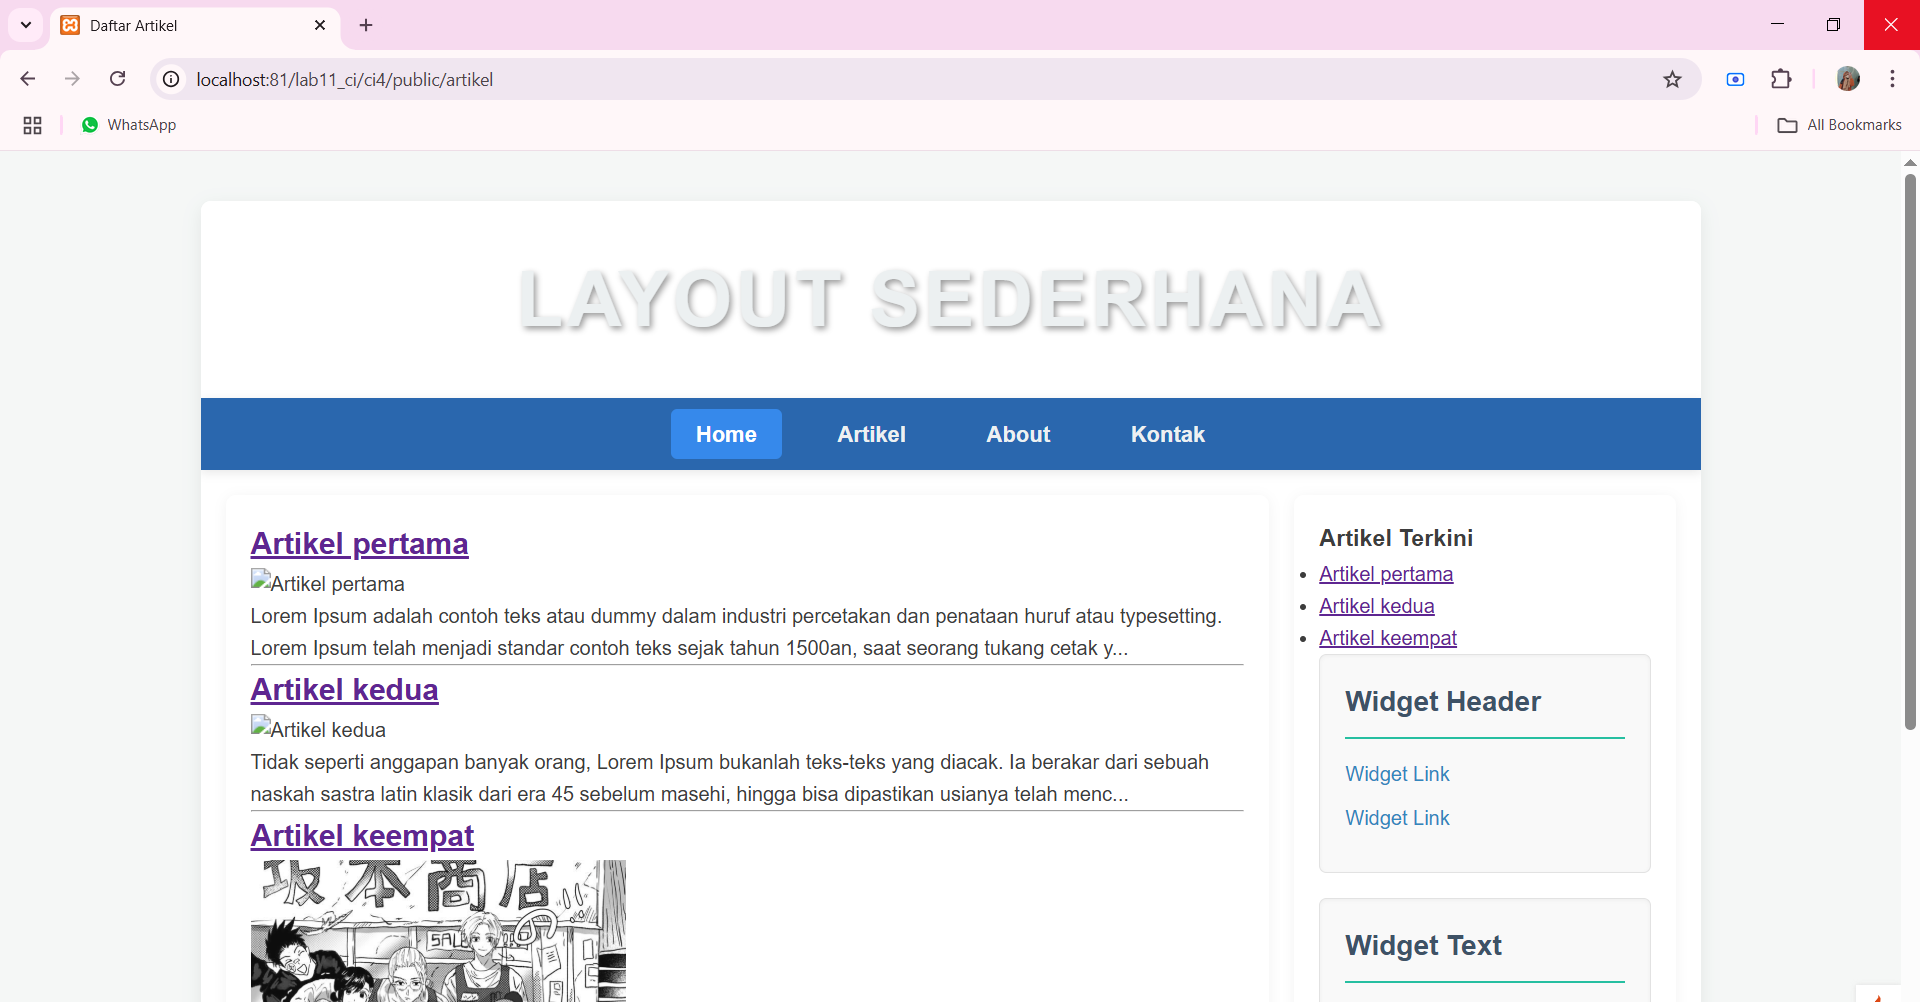 Daftar Artikel
localhost:81/lab11_ci/ci4/public/artikel
WhatsApp
All Bookmarks
LAYOUT SEDERHANA
Home
Artikel
About
Kontak
Artikel pertama
Artikel pertama
Lorem Ipsum adalah contoh teks atau dummy dalam industri percetakan dan penataan huruf atau typesetting.
Lorem Ipsum telah menjadi standar contoh teks sejak tahun 1500an, saat seorang tukang cetak y...
Artikel kedua
Artikel kedua
Tidak seperti anggapan banyak orang, Lorem Ipsum bukanlah teks-teks yang diacak. Ia berakar dari sebuah
naskah sastra latin klasik dari era 45 sebelum masehi, hingga bisa dipastikan usianya telah menc...
Artikel keempat
坂本商店
SALE
Artikel Terkini
Artikel pertama
Artikel kedua
Artikel keempat
Widget Header
Widget Link
Widget Link
Widget Text